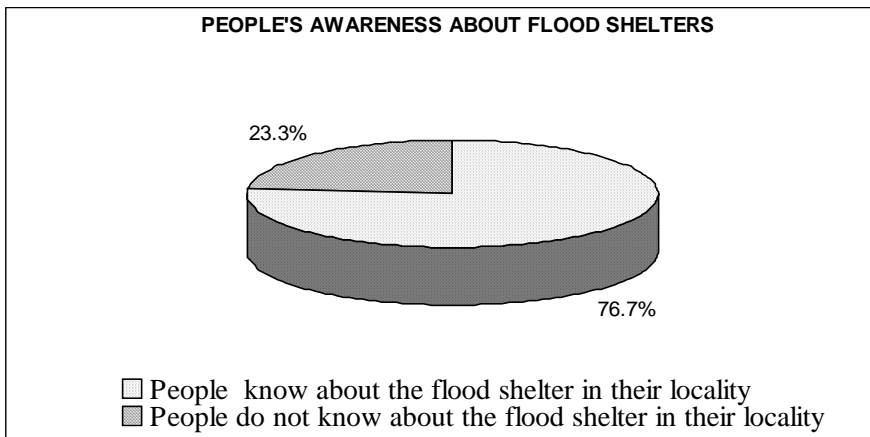 PEOPLE'S AWARENESS ABOUT FLOOD SHELTERS
23.3%
76.7%
People know about the flood shelter in their locality
People do not know about the flood shelter in their locality